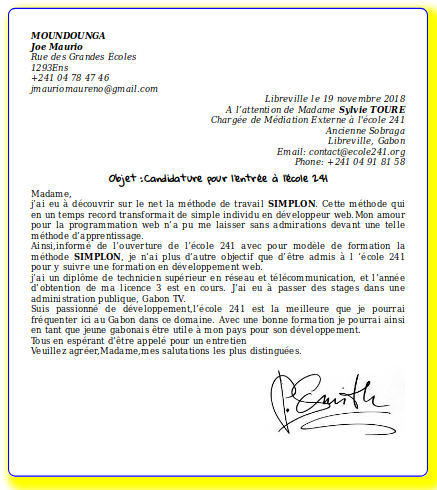 MOUNDOUNGA
Joe Maurio
Rue des Grandes Écoles
1293Ens
+241 04 78 47 46
jmauriomaureno@gmail.com
Libreville le 19 novembre 2018
A l’attention de Madame Sylvie TOURE
Chargée de Médiation Externe à l'école 241
Ancienne Sobraga
Libreville, Gabon
Email: contact@ecole241.org
Phone: +241 04 91 81 58
Objet : Candidature pour l'entrée à l'école 241
Madame,
j’ai eu à découvrir sur le net la méthode de travail SIMPLON. Cette méthode qui
en un temps record transformait de simple individu en développeur web.Mon amour
pour la programmation web n’a pu me laisser sans admirations devant une telle
méthode d’apprentissage.
Ainsi,informé de l’ouverture de l’école 241 avec pour modèle de formation la
méthode SIMPLON, je n’ai plus d’autre objectif que d’être admis à l ‘école 241
pour y suivre une formation en développement web.
j’ai un diplôme de technicien supérieur en réseau et télécommunication, et l’année
d’obtention de ma licence 3 est en cours. J’ai eu à passer des stages dans une
administration publique, Gabon TV.
Suis passionné de développement,l’école 241 est la meilleure que je pourrai
fréquenter ici au Gabon dans ce domaine. Avec une bonne formation je pourrai ainsi
en tant que jeune gabonais être utile à mon pays pour son développement.
Tous en espérant d’être appelé pour un entretien
Veuillez agréer,Madame,mes salutations les plus distinguées.